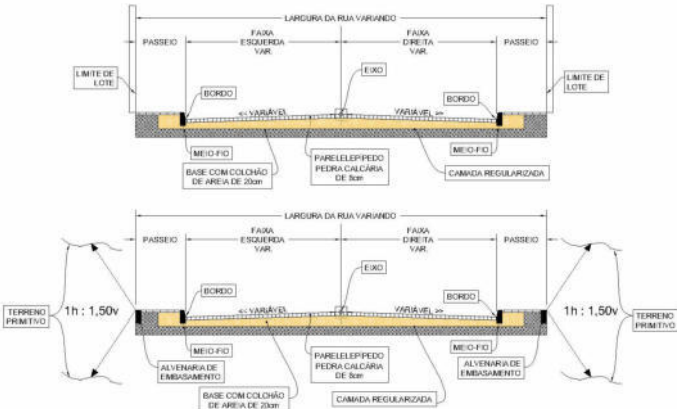 LARGURA DA RUA VARIANDO
PASSEIO
FAIXA
ESQUERDA
VAR.
FAIXA
DIREITA
VAR.
PASSEIO
LIMITE DE
LOTE
EIXO
LIMITE DE
LOTE
BORDO
<< VARIÁVEL
VARIÁVEL >>
BORDO
MEIO-FIO
BASE COM COLCHÃO
DE AREIA DE 20cm
PARELELEPÍPEDO
PEDRA CALCÁRIA
DE 8cm
MEIO-FIO
CAMADA REGULARIZADA
LARGURA DA RUA VARIANDO
PASSEIO
FAIXA
ESQUERDA
VAR.
FAIXA
DIREITA
VAR.
PASSEIO
EIXO
BORDO
<< VARIÁVEL
VARIÁVEL >>
BORDO
TERRENO
PRIMITIVO
1h : 1,50v
1h : 1,50v
TERRENO
PRIMITIVO
MEIO-FIO
ALVENARIA DE
EMBASAMENTO
PARELELEPÍPEDO
PEDRA CALCÁRIA
DE 8cm
MEIO-FIO
ALVENARIA DE
EMBASAMENTO
BASE COM COLCHÃO
DE AREIA DE 20cm
CAMADA REGULARIZADA